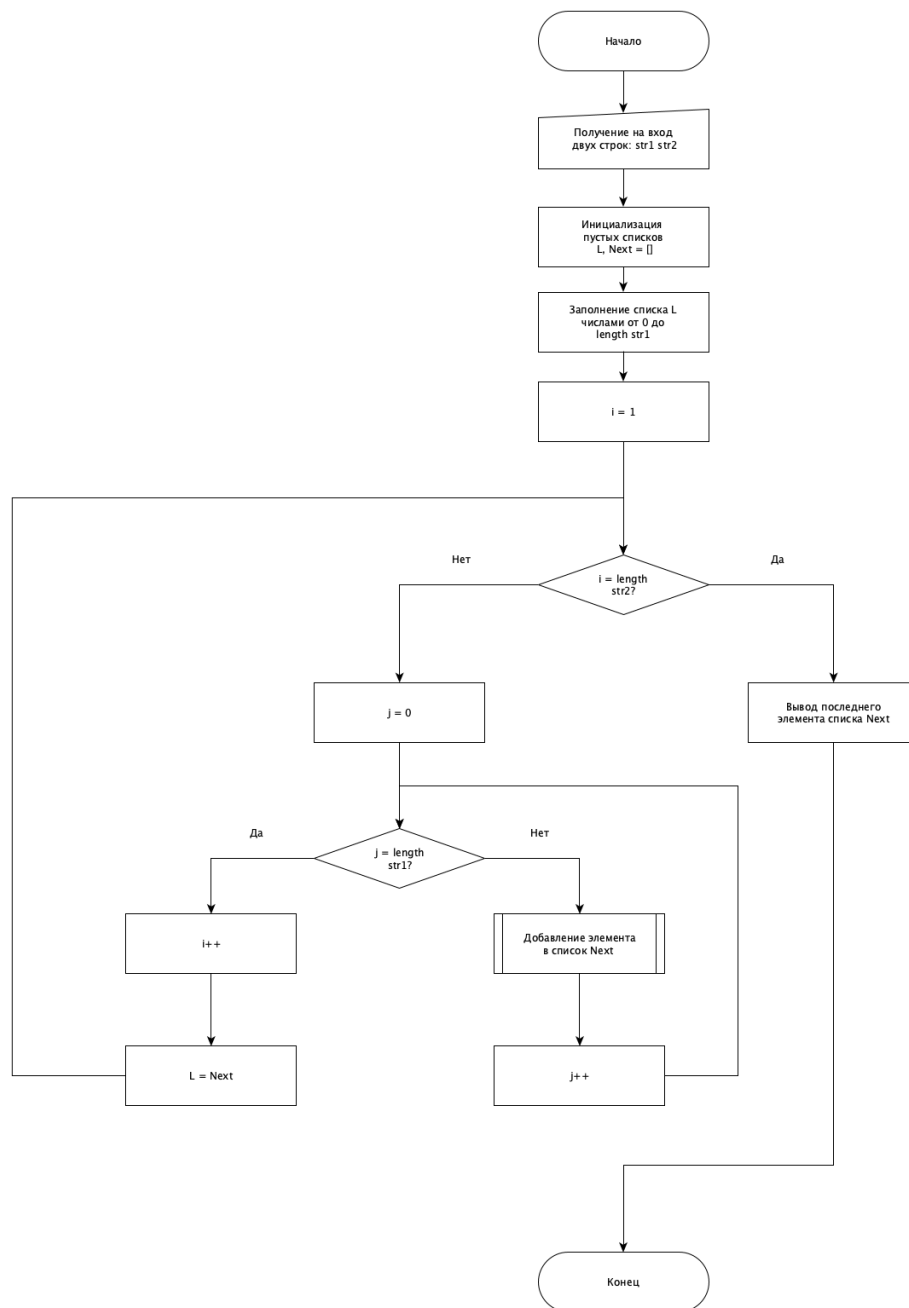 Начало
Получение на вход
двух строк: str1 str2
Инициализация
пустых списков
L, Next = []
Заполнение списка L
числами от 0 до
length str1
i = 1
Нет
Да
i = length
str2?
j = 0
Вывод последнего
элемента списка Next
Да
Нет
j = length
str1?
i++
Добавление элемента
в список Next
L = Next
j++
Конец